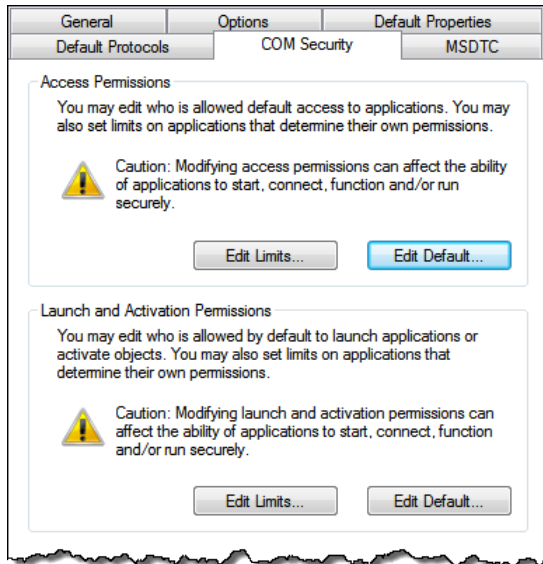 General Options Default Properties
Default Protocols COM Security MSDTC
Access Permissions
You may edit who is allowed default access to applications. You may
also set limits on applications that determine their own permissions.
Caution: Modifying access permissions can affect the ability
of applications to start, connect, function and/or run
securely.
Edit Limits... Edit Default...
Launch and Activation Permissions
You may edit who is allowed by default to launch applications or
activate objects. You may also set limits on applications that
determine their own permissions.
Caution: Modifying launch and activation permissions can
affect the ability of applications to start, connect, function
and/or run securely.
Edit Limits... Edit Default...